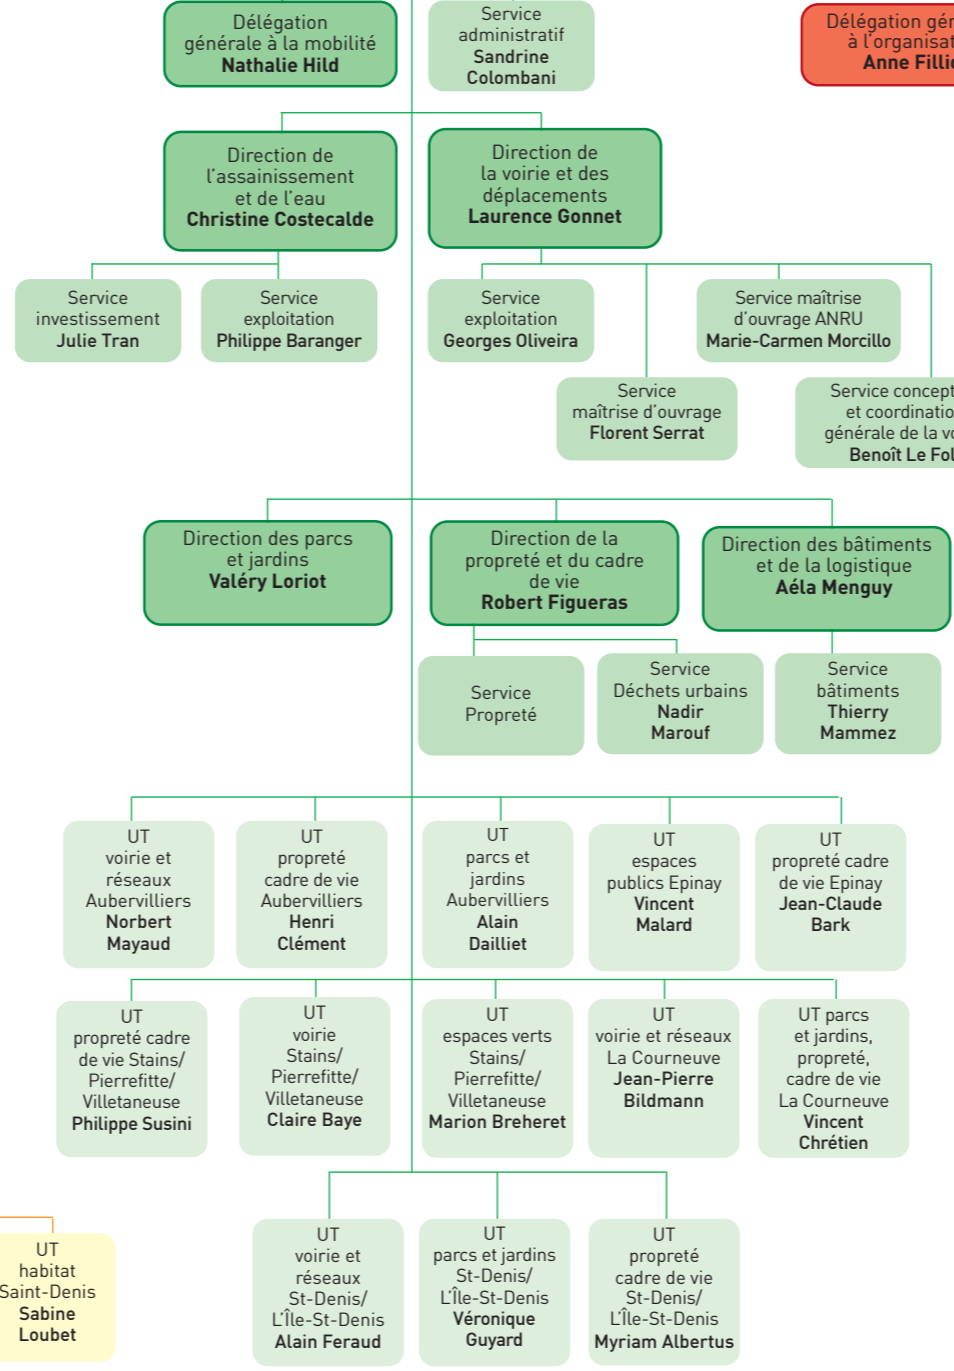 Délégation
générale à la mobilité
Nathalie Hild
Service
administratif
Sandrine
Colombani
Délégation
à
Anne
Direction de
l'assainissement
et de l'eau
Christine Costecalde
Direction de
la voirie et des
déplacements
Laurence Gonnet
Service
investissement
Julie Tran
Service
exploitation
Philippe Baranger
Service
exploitation
Georges Oliveira
Service maîtrise
d'ouvrage ANRU
Marie-Carmen Morcillo
Service
maîtrise d'ouvrage
Florent Serrat
Service
et
générale de la
Benoît Le
Direction des parcs
et jardins
Valéry Loriot
Direction de la
propreté et du cadre
de vie
Robert Figueras
Direction des bâtiments
et de la logistique
Aéla Menguy
Service
Propreté
Service
Déchets urbains
Nadir
Marouf
Service
bâtiments
Thierry
Mammez
UT
voirie et
réseaux
Aubervilliers
Norbert
Mayaud
UT
propreté
cadre de vie
Aubervilliers
Henri
Clément
UT
parcs et
jardins
Aubervilliers
Alain
Dailliet
UT
espaces
publics Epinay
Vincent
Malard
UT
propreté cadre
de vie Epinay
Jean-Claude
Bark
UT
propreté cadre
de vie Stains/
Pierrefitte/
Villetaneuse
Philippe Susini
UT
voirie
Stains/
Pierrefitte/
Villetaneuse
Claire Baye
UT
espaces verts
Stains/
Pierrefitte/
Villetaneuse
Marion Breheret
UT
voirie et réseaux
La Courneuve
Jean-Pierre
Bildmann
UT parcs
et jardins,
propreté,
cadre de vie
La Courneuve
Vincent
Chrétien
UT
habitat
Saint-Denis
Sabine
Loubet
UT
voirie et
réseaux
St-Denis/
L'Île-St-Denis
Alain Feraud
UT
parcs et jardins
St-Denis/
L'Île-St-Denis
Véronique
Guyard
UT
propreté
cadre de vie
St-Denis/
L'Île-St-Denis
Myriam Albertus